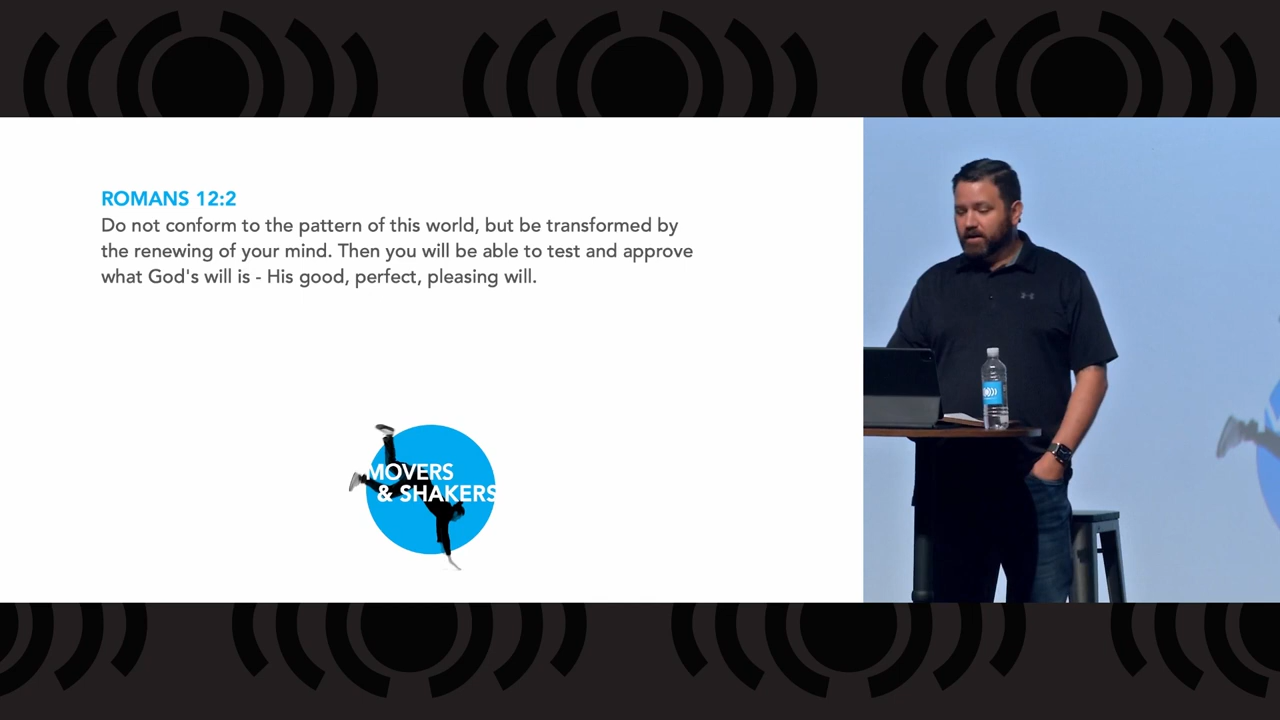 ROMANS 12:2
Do not conform to the pattern of this world, but be transformed by
the renewing of your mind. Then you will be able to test and approve
what God's will is - His good, perfect, pleasing will.
MOVERS
& SHAKERS